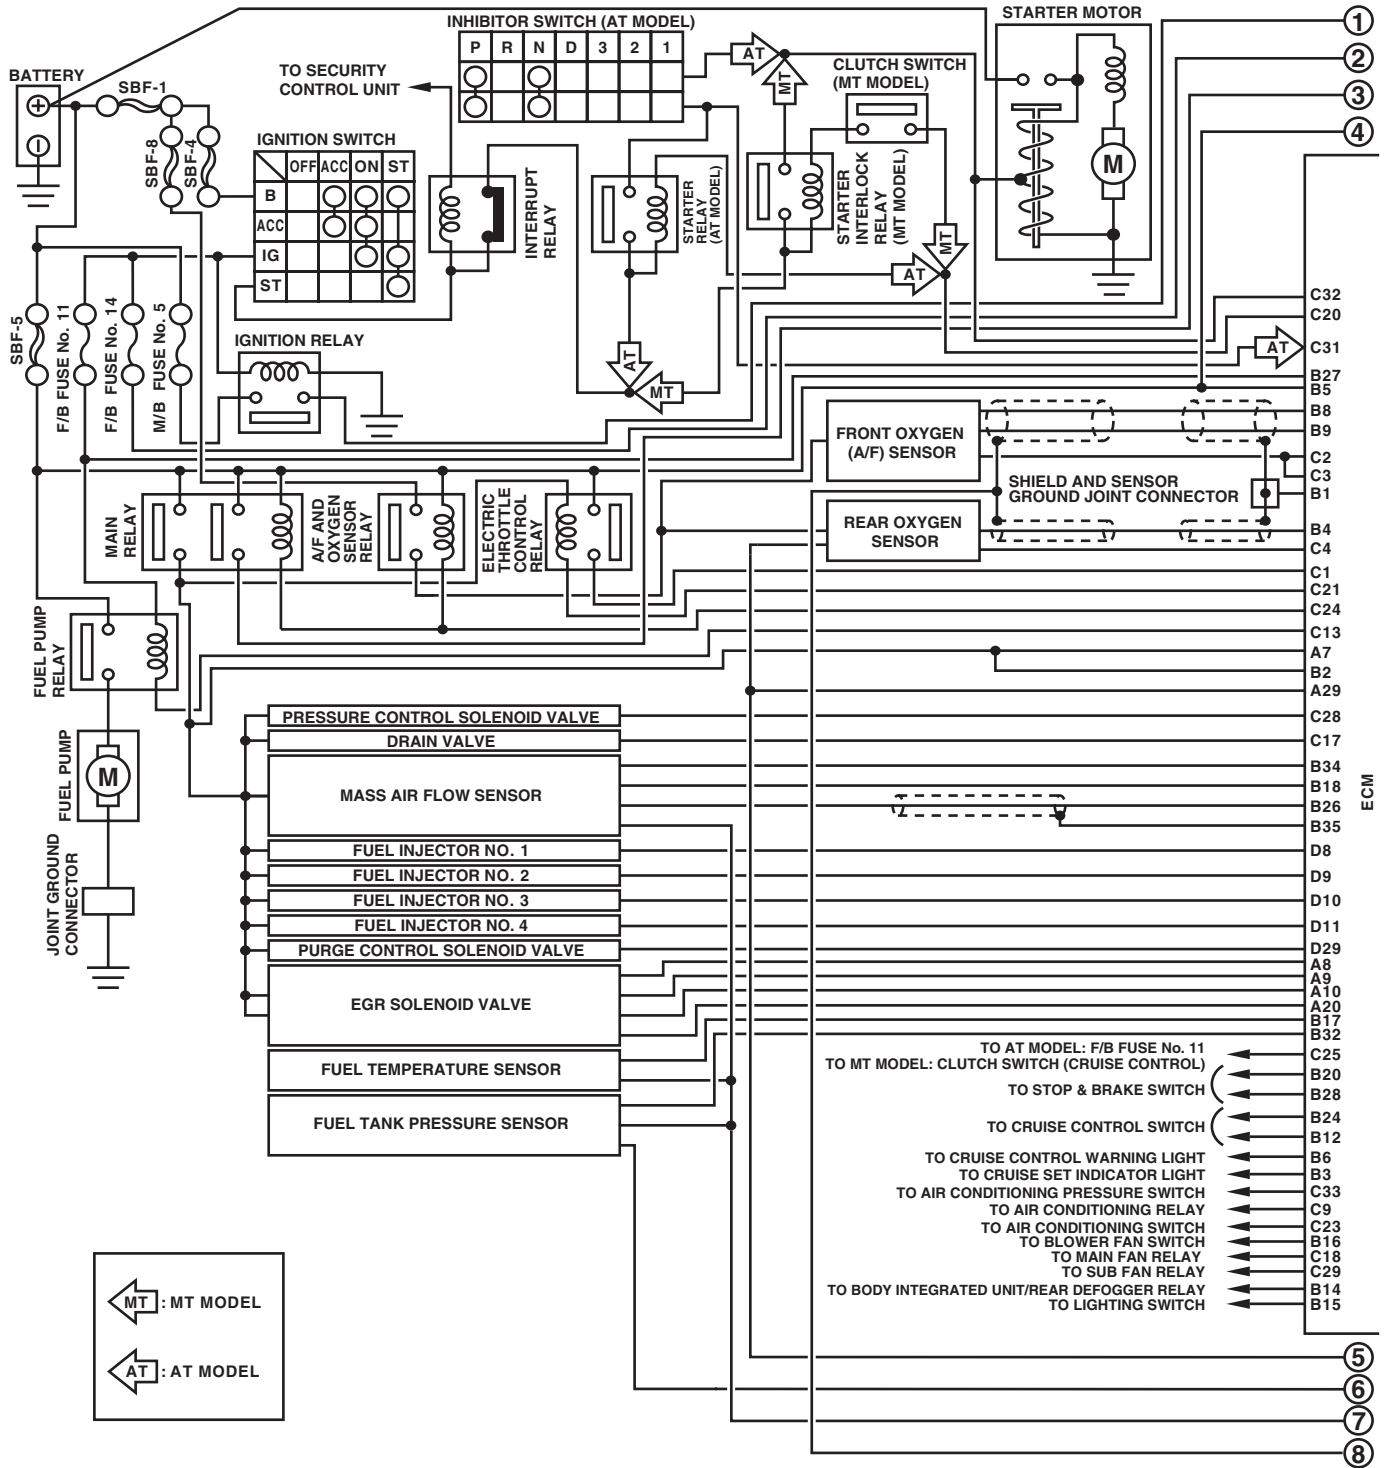 INHIBITOR SWITCH (AT MODEL)
P R N D 3 2 1
STARTER MOTOR
M
1
2
3
4
BATTERY
SBF-1
SBF-8
SBF-4
TO SECURITY
CONTROL UNIT
AT
MT
CLUTCH SWITCH
(MT MODEL)
IGNITION SWITCH
OFF ACC ON ST
B
ACC
IG
ST
INTERRUPT
RELAY
STARTER
RELAY
(AT MODEL)
STARTER
INTERLOCK
RELAY
(MT MODEL)
MT
AT
SBF-5
F/B FUSE No. 11
F/B FUSE No. 14
M/B FUSE No. 5
IGNITION RELAY
AT
MT
AT
C32
C20
C31
B27
B5
B8
B9
C2
C3
B1
B4
C4
C1
C21
C24
C13
A7
B2
A29
C28
C17
B34
B18
B26
B35
D8
D9
D10
D11
D29
A8
A9
A10
A20
B17
B32
C25
B20
B28
B24
B12
B6
B3
C33
C9
C23
B16
C18
C29
B14
B15
ECM
FRONT OXYGEN
(A/F) SENSOR
SHIELD AND SENSOR
GROUND JOINT CONNECTOR
REAR OXYGEN
SENSOR
MAIN
RELAY
A/F AND
OXYGEN
SENSOR
RELAY
ELECTRIC
THROTTLE
CONTROL
RELAY
FUEL PUMP
RELAY
FUEL PUMP
M
JOINT GROUND
CONNECTOR
PRESSURE CONTROL SOLENOID VALVE
DRAIN VALVE
MASS AIR FLOW SENSOR
FUEL INJECTOR NO. 1
FUEL INJECTOR NO. 2
FUEL INJECTOR NO. 3
FUEL INJECTOR NO. 4
PURGE CONTROL SOLENOID VALVE
EGR SOLENOID VALVE
FUEL TEMPERATURE SENSOR
FUEL TANK PRESSURE SENSOR
TO AT MODEL: F/B FUSE No. 11
TO MT MODEL: CLUTCH SWITCH (CRUISE CONTROL)
TO STOP & BRAKE SWITCH
TO CRUISE CONTROL SWITCH
TO CRUISE CONTROL WARNING LIGHT
TO CRUISE SET INDICATOR LIGHT
TO AIR CONDITIONING PRESSURE SWITCH
TO AIR CONDITIONING RELAY
TO AIR CONDITIONING SWITCH
TO BLOWER FAN SWITCH
TO MAIN FAN RELAY
TO SUB FAN RELAY
TO BODY INTEGRATED UNIT/REAR DEFOGGER RELAY
TO LIGHTING SWITCH
MT : MT MODEL
AT : AT MODEL
5
6
7
8